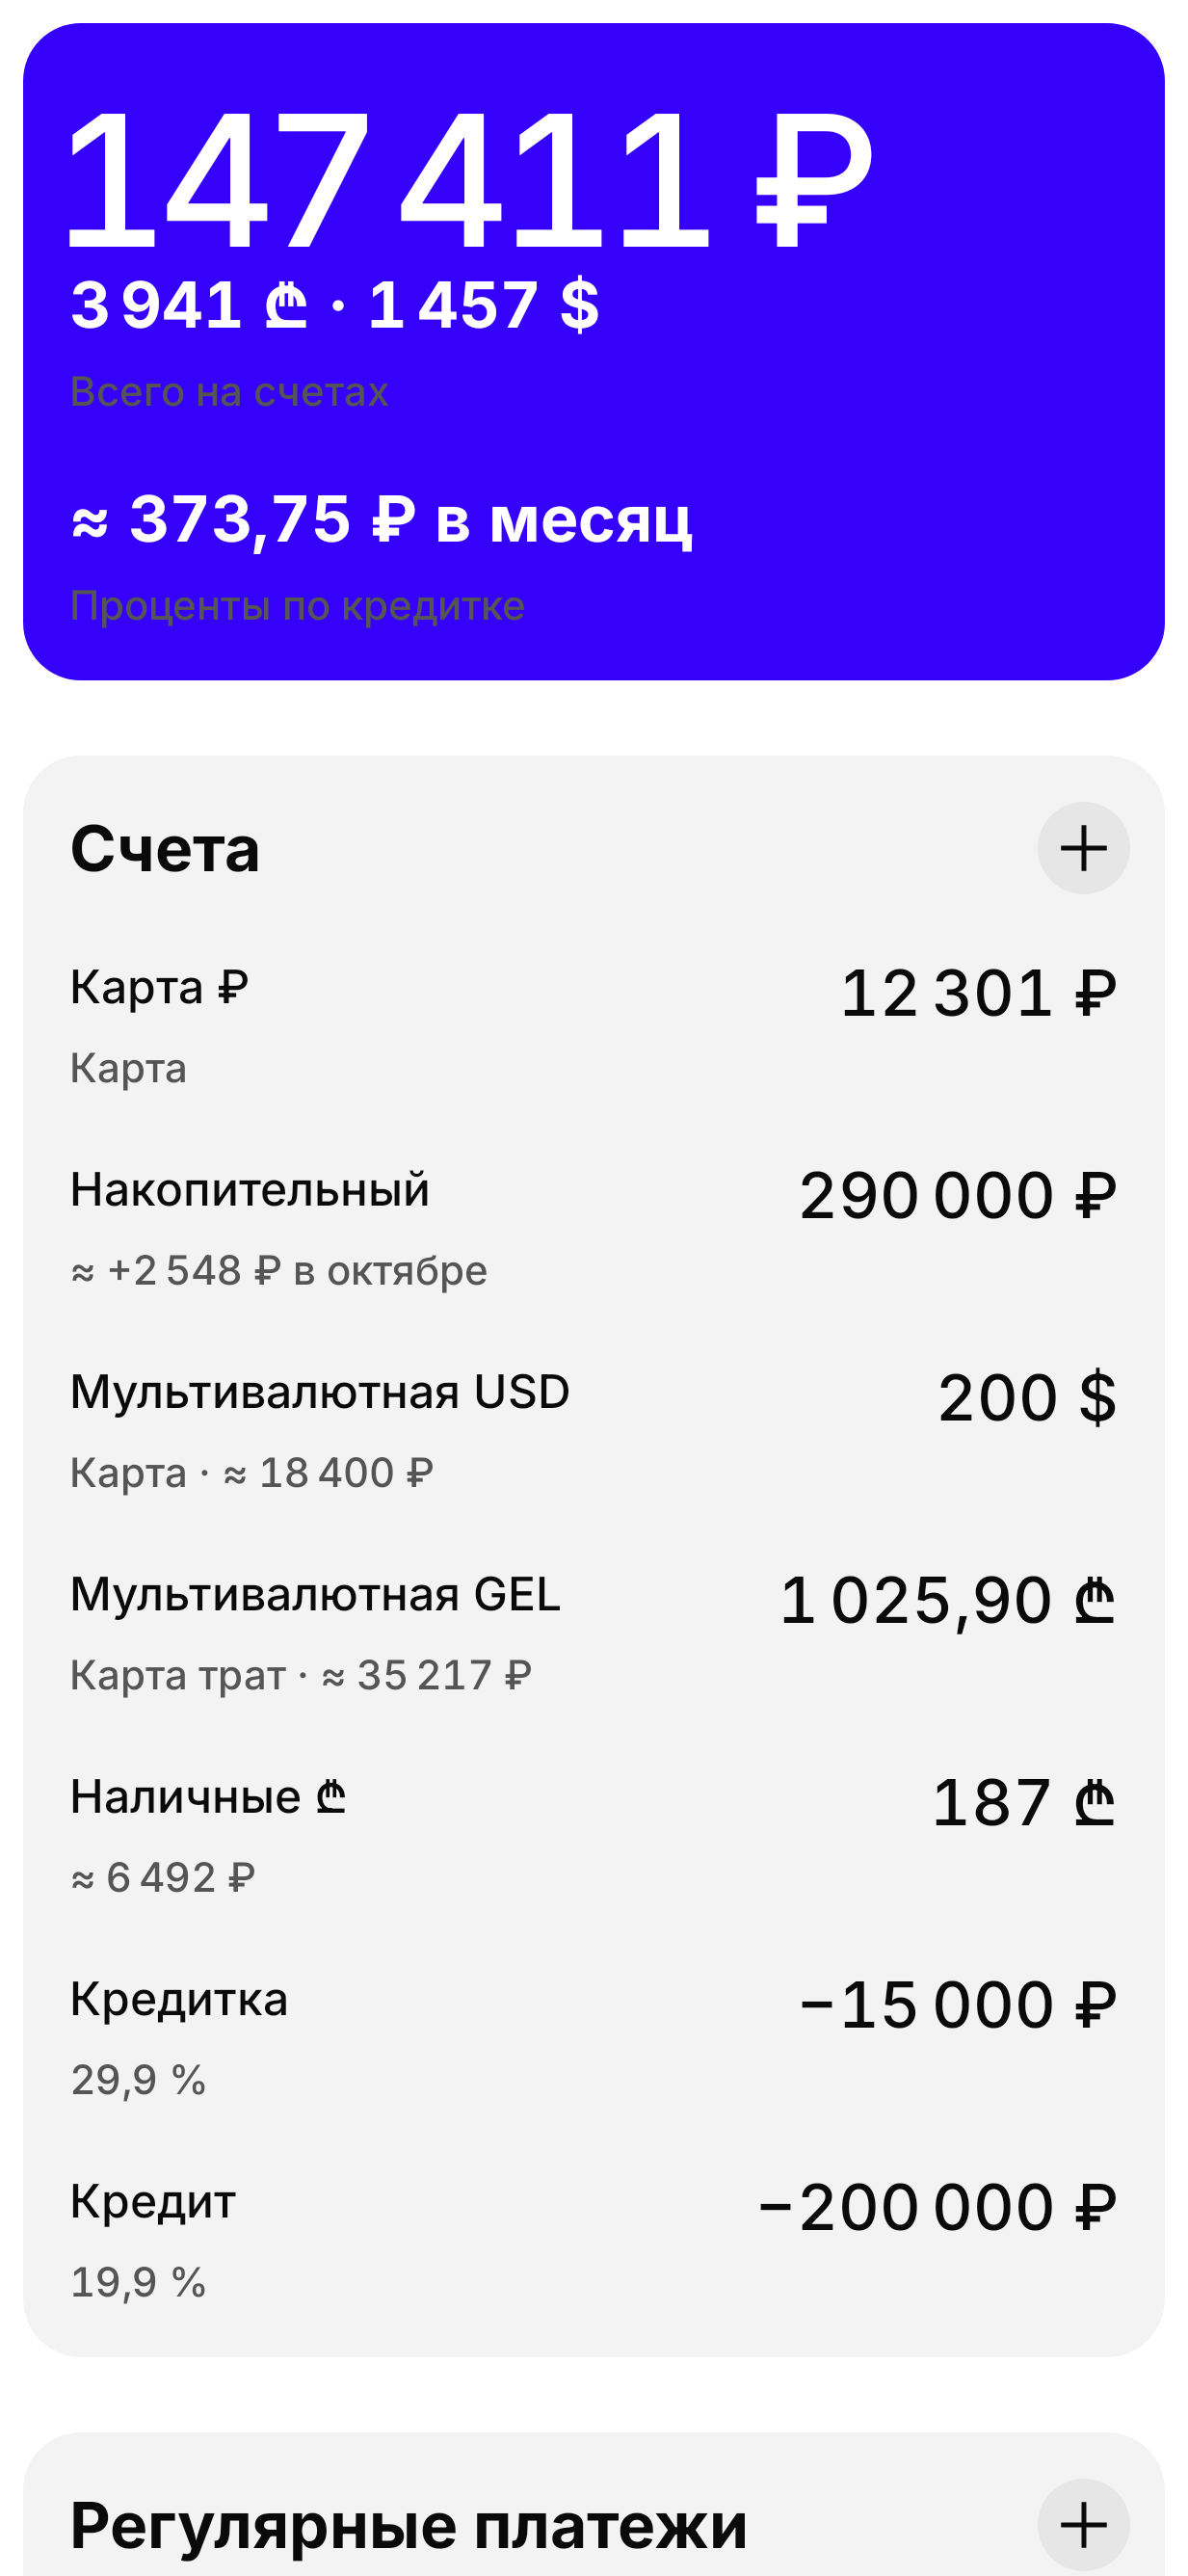 147 411 ₽
3 941 ₾ · 1 457 $
Всего на счетах
≈ 373,75 ₽ в месяц
Проценты по кредитке
Счета
Карта ₽
12 301 ₽
Карта
Накопительный
290 000 ₽
≈ +2 548 ₽ в октябре
Мультивалютная USD
200 $
Карта · ≈ 18 400 ₽
Мультивалютная GEL
1 025,90 ₾
Карта трат · ≈ 35 217 ₽
Наличные ₾
187 ₾
≈ 6 492 ₽
Кредитка
−15 000 ₽
29,9 %
Кредит
−200 000 ₽
19,9 %
Регулярные платежи